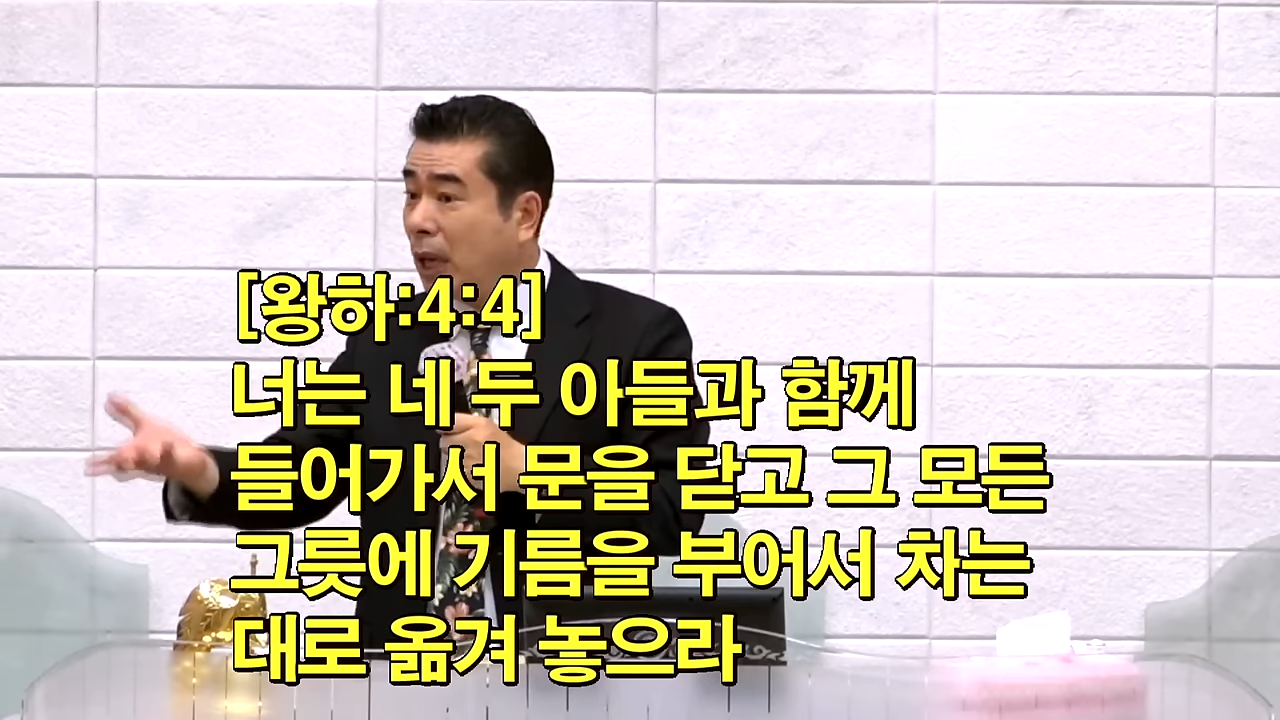 [왕하:4:4]
너는 네 두 아들과 함께
들어가서 문을 닫고 그 모든
그릇에 기름을 부어서 차는
대로 옮겨 놓으라